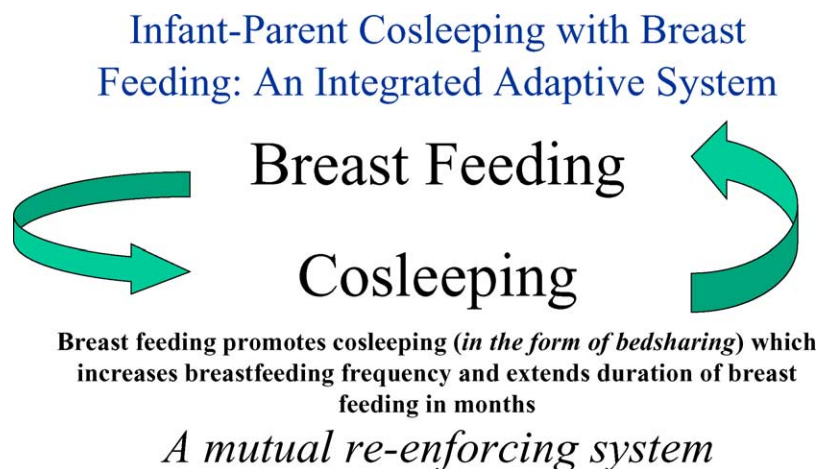 Infant-Parent Cosleeping with Breast
Feeding: An Integrated Adaptive System
Breast Feeding
Cosleeping
Breast feeding promotes cosleeping (in the form of bedsharing) which
increases breastfeeding frequency and extends duration of breast
feeding in months
A mutual re-enforcing system